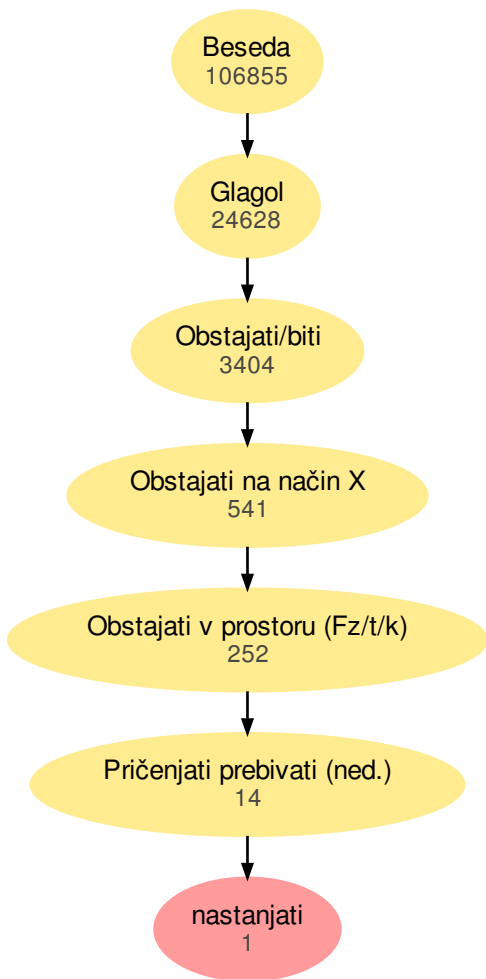 Beseda
106855
Glagol
24628
Obstajati/biti
3404
Obstajati na način X
541
Obstajati v prostoru (Fz/t/k)
252
Pričenjati prebivati (ned.)
14
nastanjati
1